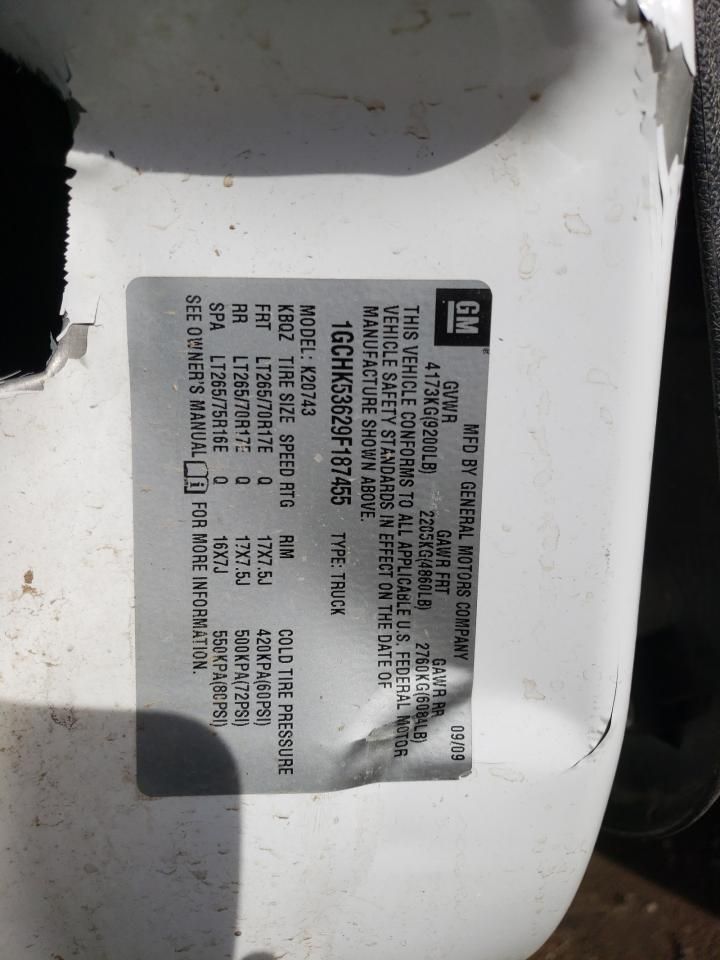 GM
MFD BY GENERAL MOTORS COMPANY 09/09
GVWR GAWR FRT GAWR RR
4173KG(9200LB) 2205KG(4860LB) 2760KG(6084LB)
THIS VEHICLE CONFORMS TO ALL APPLICABLE U.S. FEDERAL MOTOR
VEHICLE SAFETY STANDARDS IN EFFECT ON THE DATE OF
MANUFACTURE SHOWN ABOVE.
1GCHK53629F187455 TYPE: TRUCK
MODEL: K20743
KBQZ TIRE SIZE SPEED RTG RIM COLD TIRE PRESSURE
FRT LT265/70R17E Q 17X7.5J 420KPA(60PSI)
RR LT265/70R17E Q 17X7.5J 500KPA(72PSI)
SPA LT265/75R16E Q 16X7J 550KPA(80PSI)
SEE OWNER'S MANUAL FOR MORE INFORMATION.